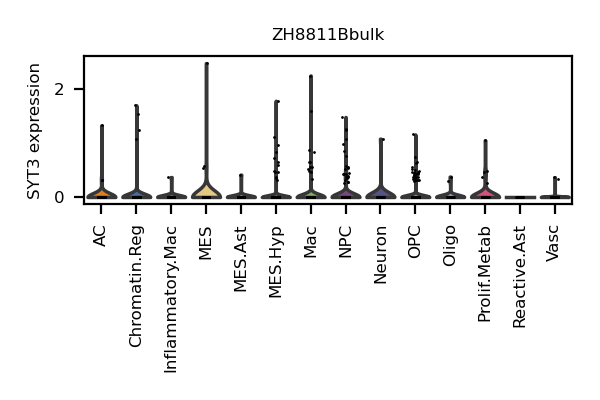 ZH8811Bbulk
SYT3 expression
2
0
AC
Chromatin.Reg
Inflammatory.Mac
MES
MES.Ast
MES.Hyp
Mac
NPC
Neuron
OPC
Oligo
Prolif.Metab
Reactive.Ast
Vasc